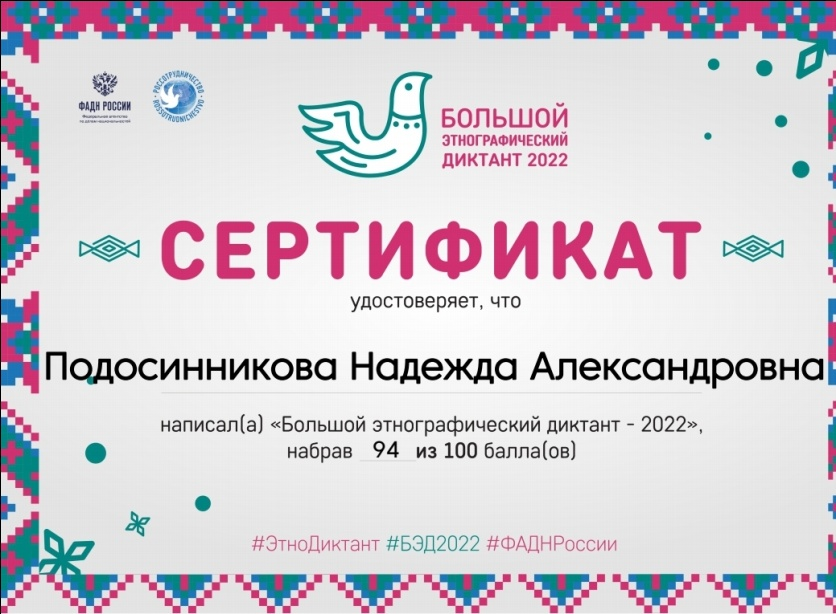 ФАДН РОССИИ
Федеральное агентство
по делам национальностей
РОССОТРУДНИЧЕСТВО
ROSSOTRUDNICHESTVO
БОЛЬШОЙ
ЭТНОГРАФИЧЕСКИЙ
ДИКТАНТ 2022
СЕРТИФИКАТ
удостоверяет, что
Подосинникова Надежда Александровна
написал(а) «Большой этнографический диктант - 2022»,
набрав 94 из 100 балла(ов)
#ЭтноДиктант #БЭД2022 #ФАДНРоссии